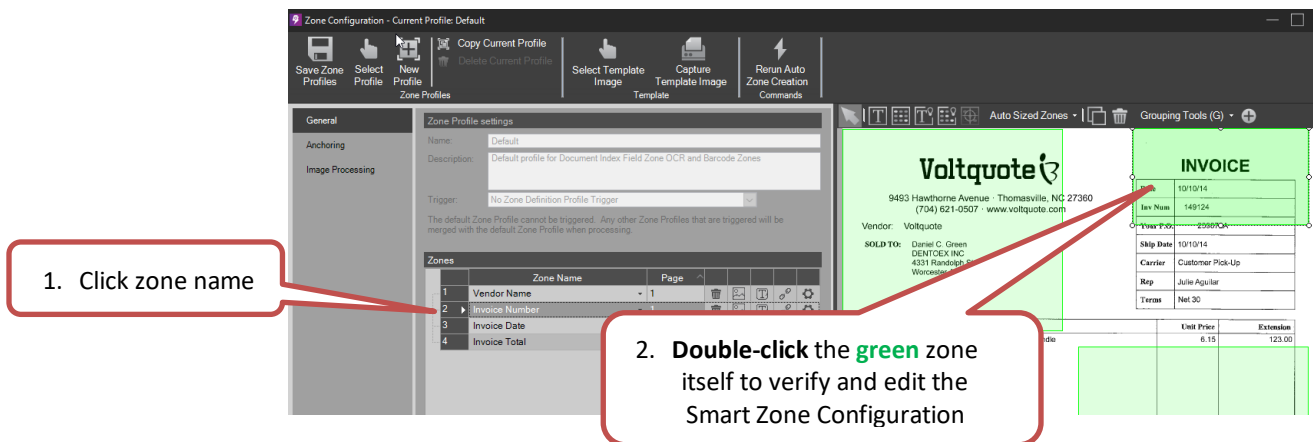 Zone Configuration - Current Profile: Default
Save Zone Profiles
Select Profile
New Profile
Copy Current Profile
Delete Current Profile
Zone Profiles
Select Template Image
Capture Template Image
Template
Rerun Auto Zone Creation
Commands
General
Anchoring
Image Processing
Zone Profile settings
Name: Default
Description: Default profile for Document Index Field Zone OCR and Barcode Zones
Trigger: No Zone Definition Profile Trigger
The default Zone Profile cannot be triggered. Any other Zone Profiles that are triggered will be
merged with the default Zone Profile when processing.
Zones
Zone Name Page
1 Vendor Name 1
2 Invoice Number 1
3 Invoice Date
4 Invoice Total
Auto Sized Zones
Grouping Tools (G)
Voltquote
9493 Hawthorne Avenue · Thomasville, NC 27360
(704) 621-0507 · www.voltquote.com
Vendor: Voltquote
SOLD TO: Daniel C. Green
DENTOEX INC
4331 Randolph
INVOICE
10/10/14
Inv Num 149124
Your P.O.
Ship Date 10/10/14
Carrier Customer Pick-Up
Rep Julie Aguilar
Terms Net 30
Unit Price Extension
6.15 123.00
1. Click zone name
2. Double-click the green zone
itself to verify and edit the
Smart Zone Configuration